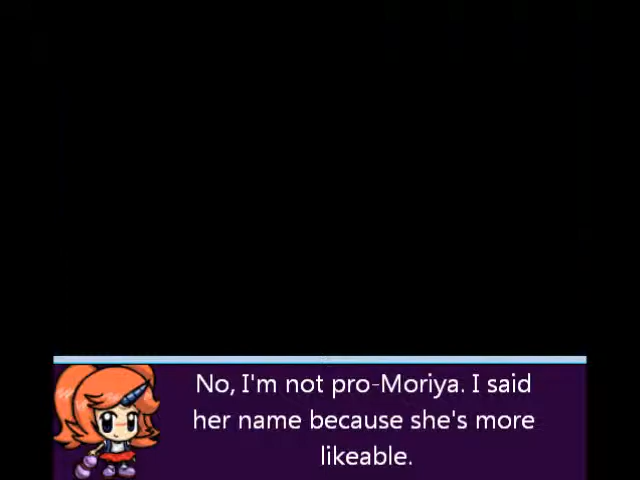 No, I'm not pro-Moriya. I said
her name because she's more
likeable.